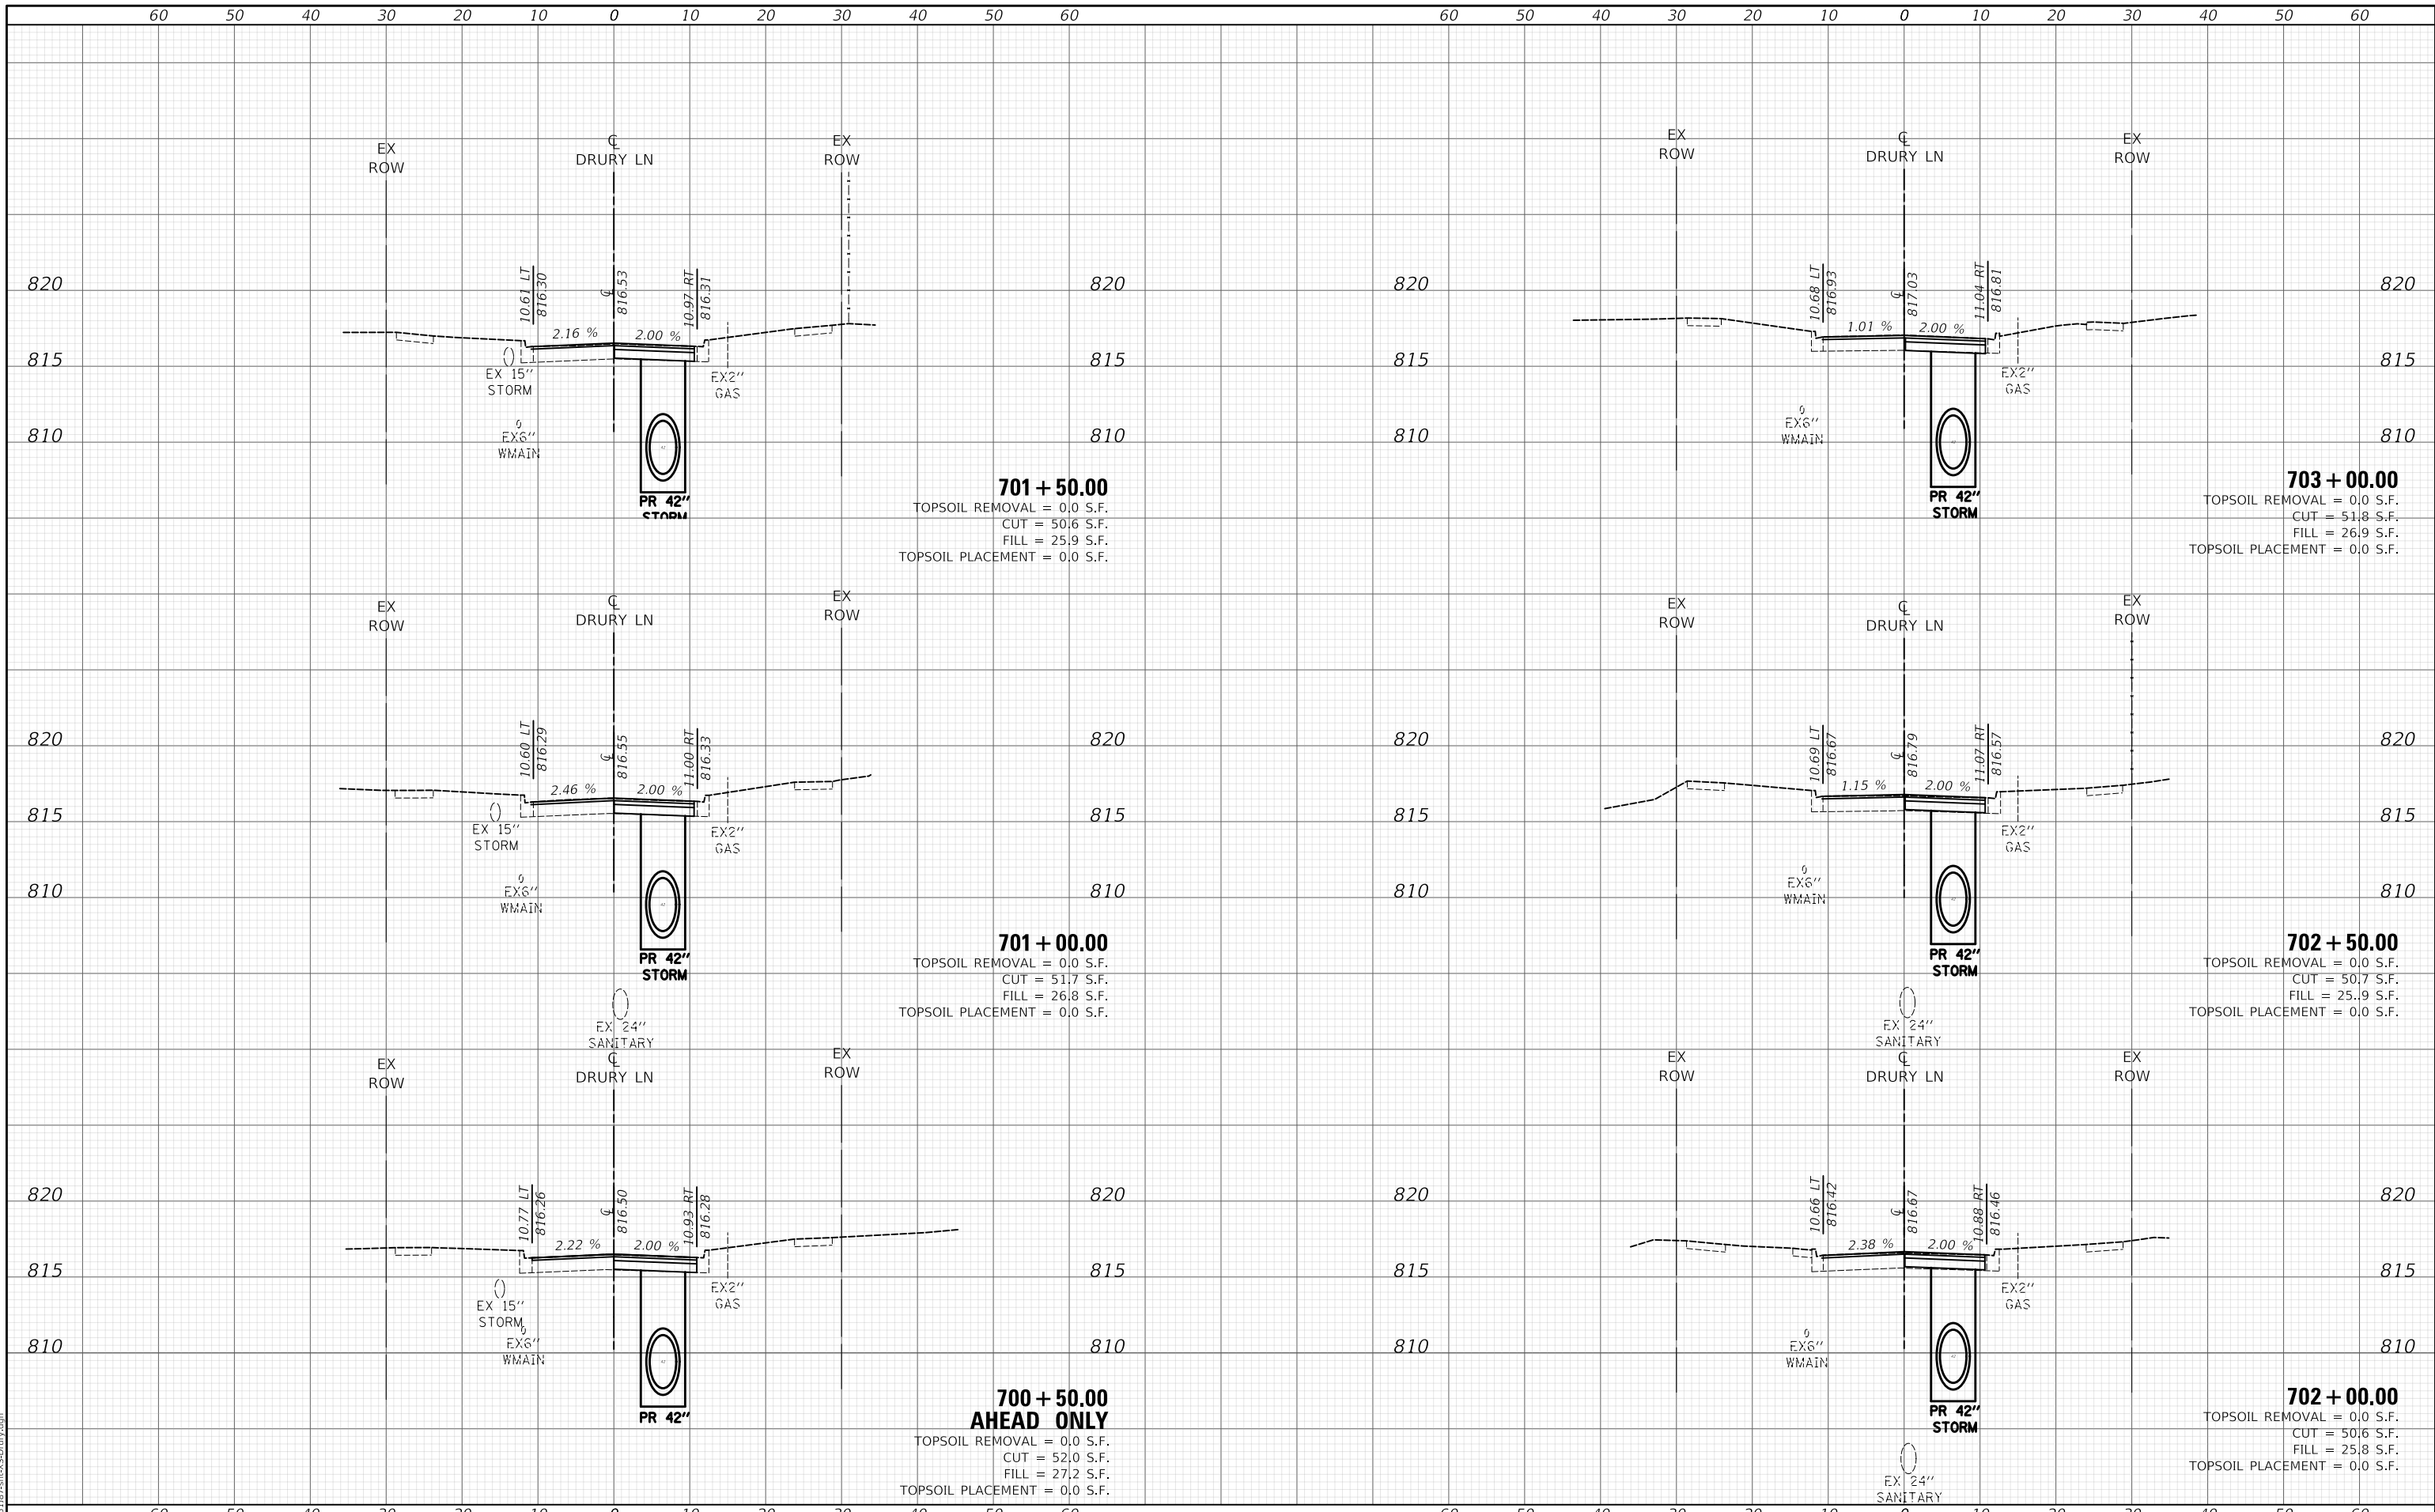 60 50 40 30 20 10 0 10 20 30 40 50 60
60 50 40 30 20 10 0 10 20 30 40 50 60
EX
ROW
℄
DRURY LN
EX
ROW
820
10.61 LT
816.30
℄
816.53
10.97 RT
816.31
820
2.16 %
2.00 %
815
815
EX 15"
STORM
EX2"
GAS
810
EX6"
WMAIN
810
PR 42"
STORM
701+50.00
TOPSOIL REMOVAL = 0.0 S.F.
CUT = 50.6 S.F.
FILL = 25.9 S.F.
TOPSOIL PLACEMENT = 0.0 S.F.
EX
ROW
℄
DRURY LN
EX
ROW
820
10.68 LT
816.93
℄
817.03
11.04 RT
816.81
820
1.01 %
2.00 %
815
815
EX2"
GAS
810
EX6"
WMAIN
810
PR 42"
STORM
703+00.00
TOPSOIL REMOVAL = 0.0 S.F.
CUT = 51.8 S.F.
FILL = 26.9 S.F.
TOPSOIL PLACEMENT = 0.0 S.F.
EX
ROW
℄
DRURY LN
EX
ROW
820
10.60 LT
816.29
℄
816.55
11.00 RT
816.33
820
2.46 %
2.00 %
815
815
EX 15"
STORM
EX2"
GAS
810
EX6"
WMAIN
810
PR 42"
STORM
701+00.00
TOPSOIL REMOVAL = 0.0 S.F.
CUT = 51.7 S.F.
FILL = 26.8 S.F.
TOPSOIL PLACEMENT = 0.0 S.F.
EX 24"
SANITARY
EX
ROW
℄
DRURY LN
EX
ROW
820
10.69 LT
816.67
℄
816.79
11.07 RT
816.57
820
1.15 %
2.00 %
815
815
EX2"
GAS
810
EX6"
WMAIN
810
PR 42"
STORM
702+50.00
TOPSOIL REMOVAL = 0.0 S.F.
CUT = 50.7 S.F.
FILL = 25.9 S.F.
TOPSOIL PLACEMENT = 0.0 S.F.
EX 24"
SANITARY
EX
ROW
℄
DRURY LN
EX
ROW
820
10.77 LT
816.26
℄
816.50
10.93 RT
816.28
820
2.22 %
2.00 %
815
815
EX 15"
STORM
EX2"
GAS
810
EX6"
WMAIN
810
PR 42"
700+50.00
AHEAD ONLY
TOPSOIL REMOVAL = 0.0 S.F.
CUT = 52.0 S.F.
FILL = 27.2 S.F.
TOPSOIL PLACEMENT = 0.0 S.F.
EX
ROW
℄
DRURY LN
EX
ROW
820
10.66 LT
816.42
℄
816.67
10.88 RT
816.46
820
2.38 %
2.00 %
815
815
EX2"
GAS
810
EX6"
WMAIN
810
PR 42"
STORM
702+00.00
TOPSOIL REMOVAL = 0.0 S.F.
CUT = 50.6 S.F.
FILL = 25.8 S.F.
TOPSOIL PLACEMENT = 0.0 S.F.
EX 24"
SANITARY